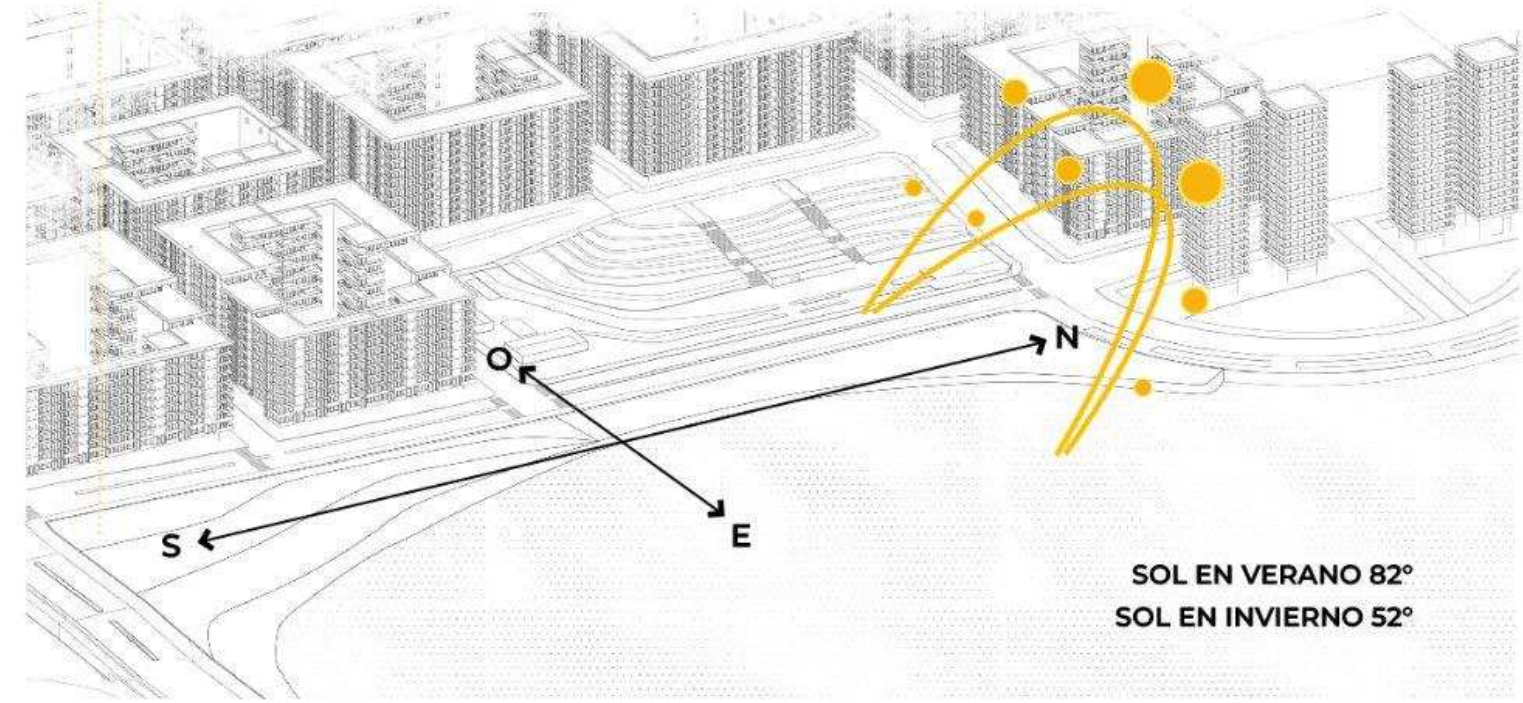 N
O
S
E
SOL EN VERANO 82°
SOL EN INVIERNO 52°